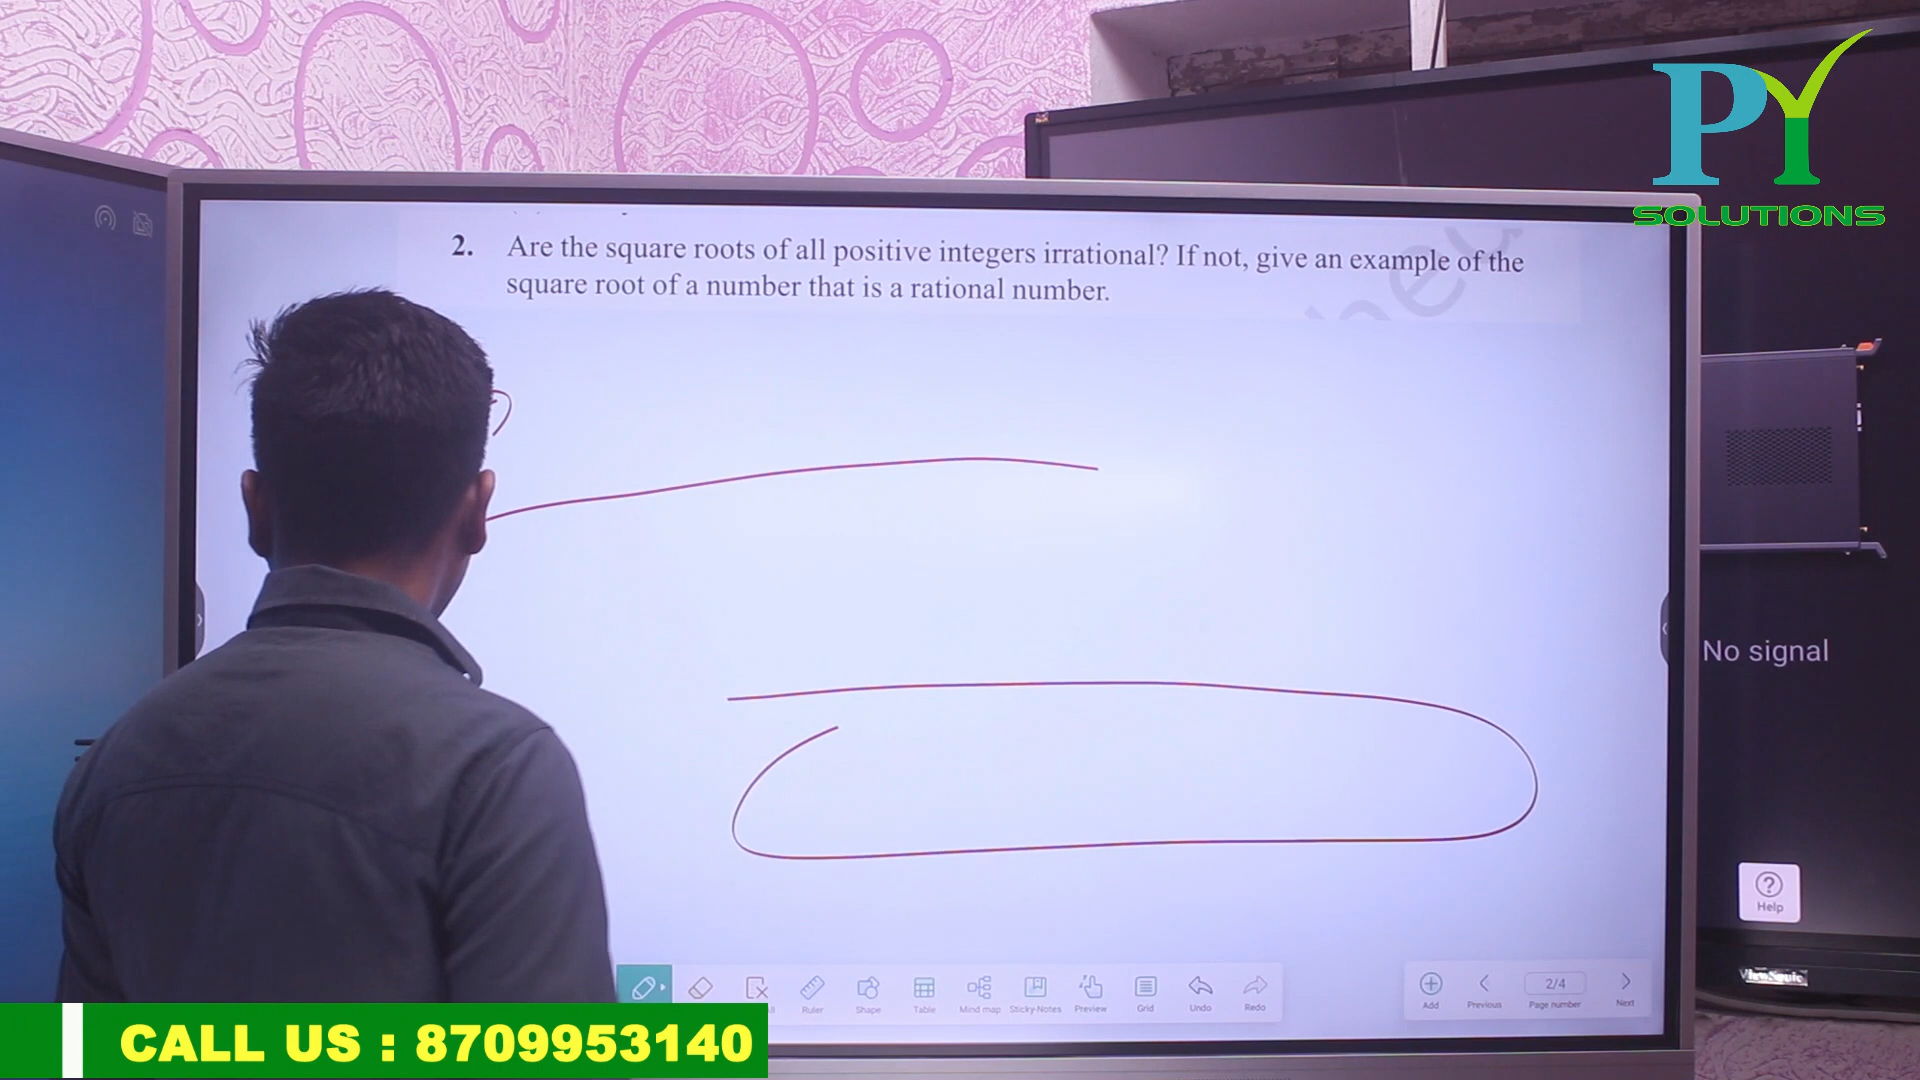 PY
SOLUTIONS
2. Are the square roots of all positive integers irrational? If not, give an example of the
square root of a number that is a rational number.
No signal
Help
ViewSonic
Ruler
Shape
Table
Mind map
Sticky-Notes
Preview
Grid
Undo
Redo
Add
Previous
2/4
Page number
Next
CALL US : 8709953140